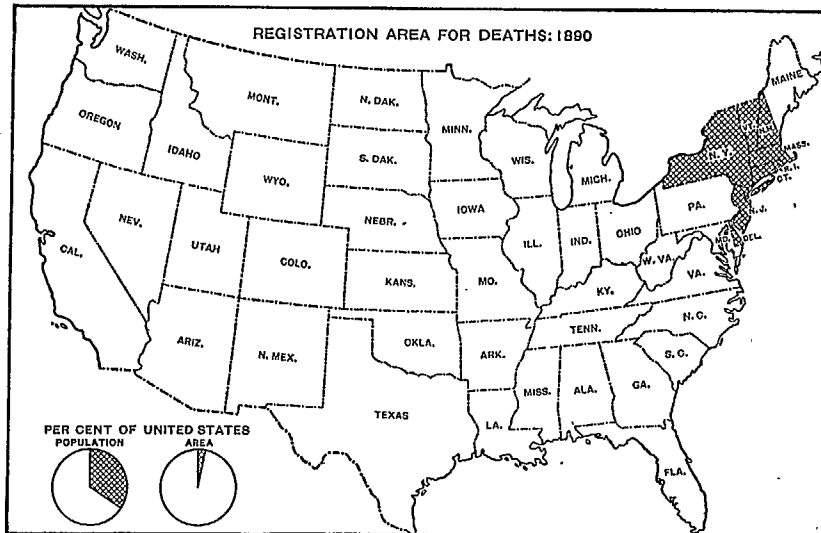 REGISTRATION AREA FOR DEATHS: 1890
WASH.
MAINE
MONT.
N. DAK.
MINN.
OREGON
VT.
N.H.
IDAHO
S. DAK.
WIS.
MICH.
N. Y.
MASS.
R. I.
CT.
WYO.
IOWA
PA.
N. J.
NEV.
NEBR.
UTAH
COLO.
ILL.
IND.
OHIO
MD.
DEL.
CAL.
W. VA.
VA.
KANS.
MO.
KY.
N. C.
TENN.
ARIZ.
N. MEX.
OKLA.
ARK.
S. C.
MISS.
ALA.
GA.
TEXAS
LA.
FLA.
PER CENT OF UNITED STATES
POPULATION
AREA